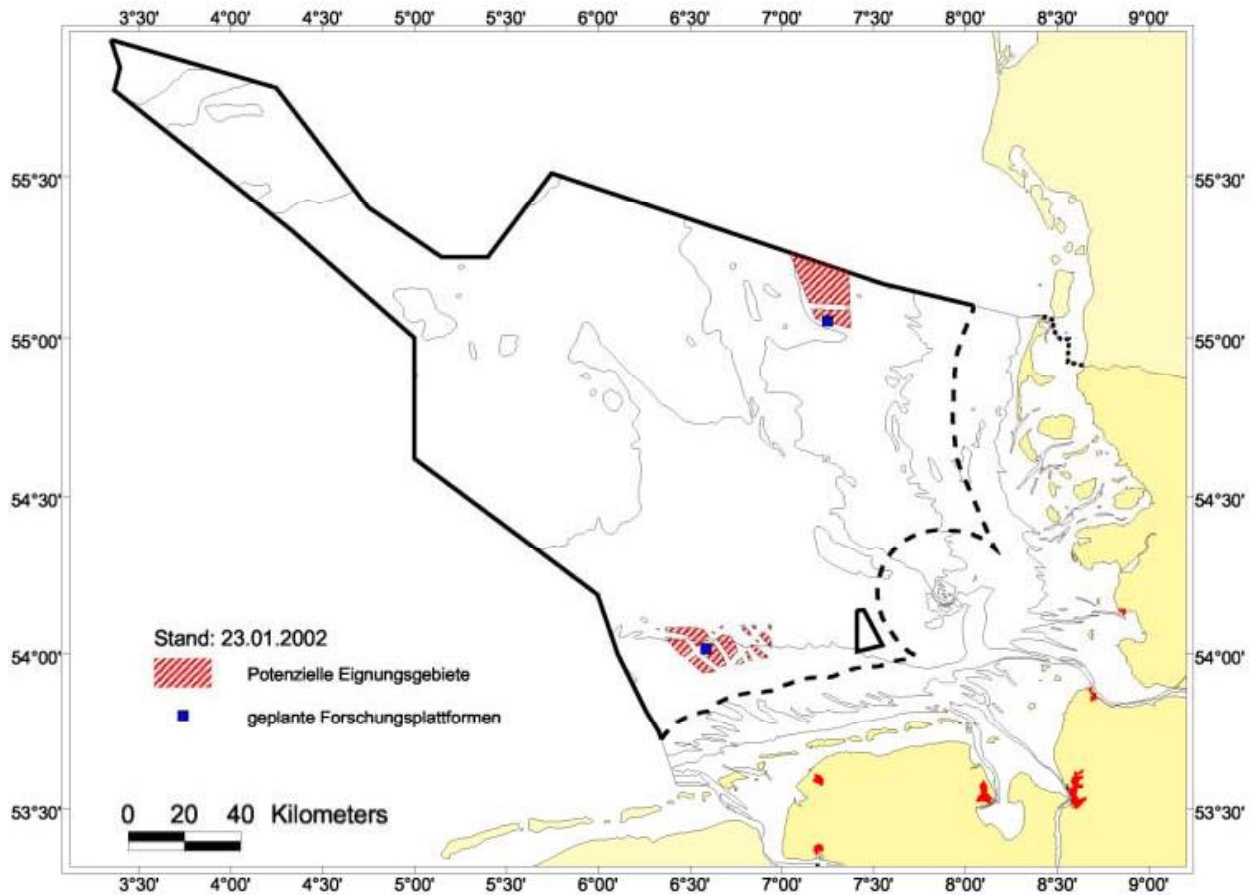 3°30' 4°00' 4°30' 5°00' 5°30' 6°00' 6°30' 7°00' 7°30' 8°00' 8°30' 9°00'
55°30' 55°30'
55°00' 55°00'
54°30' 54°30'
Stand: 23.01.2002
54°00' 54°00'
Potenzielle Eignungsgebiete
geplante Forschungsplattformen
0 20 40 Kilometers
53°30' 53°30'
3°30' 4°00' 4°30' 5°00' 5°30' 6°00' 6°30' 7°00' 7°30' 8°00' 8°30' 9°00'